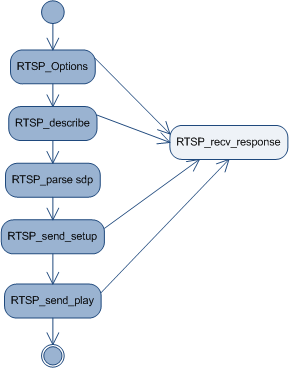 RTSP_Options
RTSP_describe
RTSP_recv_response
RTSP_parse sdp
RTSP_send_setup
RTSP_send_play